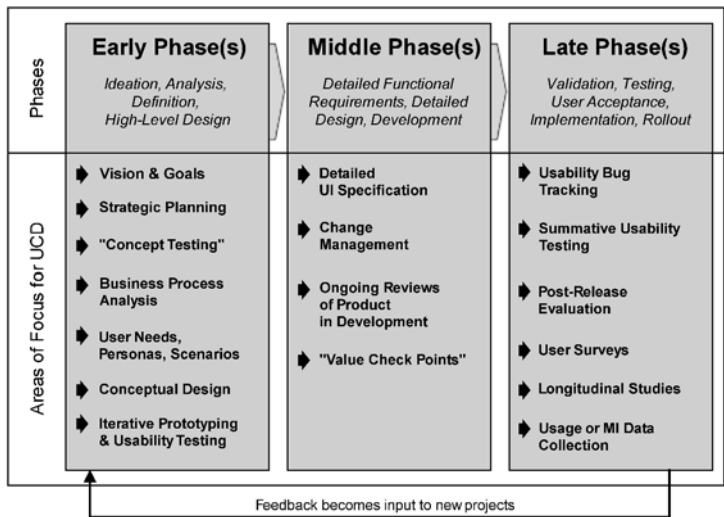 Phases
Early Phase(s)
Ideation, Analysis,
Definition,
High-Level Design
Middle Phase(s)
Detailed Functional
Requirements, Detailed
Design, Development
Late Phase(s)
Validation, Testing,
User Acceptance,
Implementation, Rollout
Areas of Focus for UCD
Vision & Goals
Strategic Planning
"Concept Testing"
Business Process
Analysis
User Needs,
Personas, Scenarios
Conceptual Design
Iterative Prototyping
& Usability Testing
Detailed
UI Specification
Change
Management
Ongoing Reviews
of Product
in Development
"Value Check Points"
Usability Bug
Tracking
Summative Usability
Testing
Post-Release
Evaluation
User Surveys
Longitudinal Studies
Usage or MI Data
Collection
Feedback becomes input to new projects